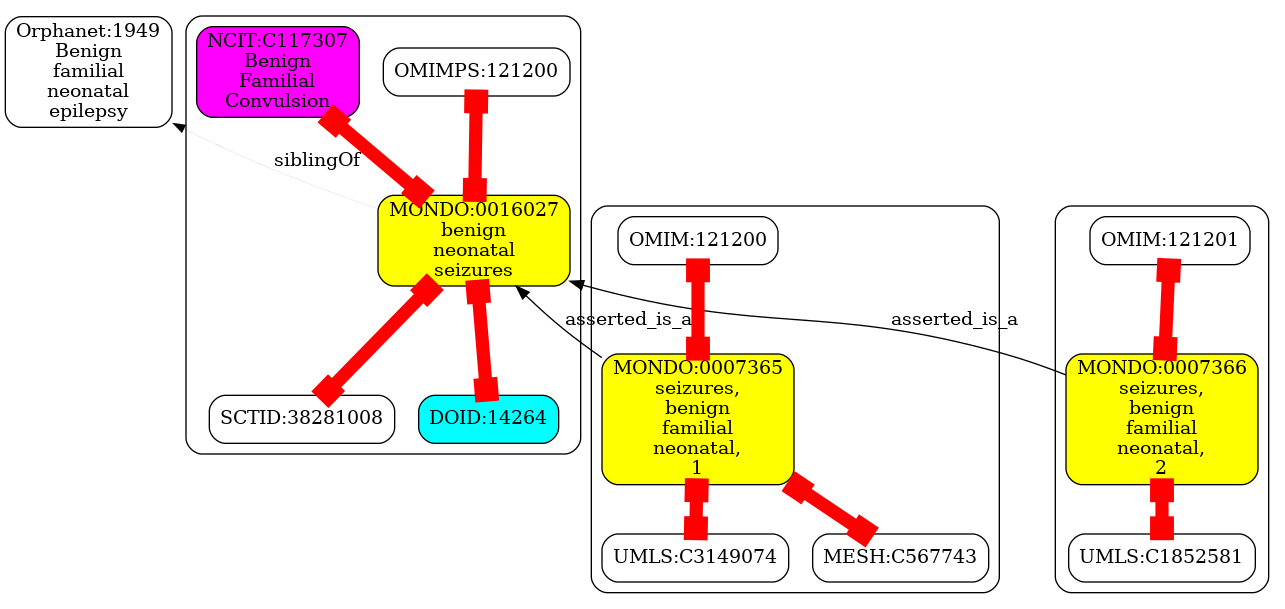 Orphanet:1949
Benign
familial
neonatal
epilepsy
NCIT:C117307
Benign
Familial
Convulsion
OMIMPS:121200
siblingOf
MONDO:0016027
benign
neonatal
seizures
SCTID:38281008
DOID:14264
OMIM:121200
asserted_is_a
MONDO:0007365
seizures,
benign
familial
neonatal,
1
UMLS:C3149074
MESH:C567743
OMIM:121201
asserted_is_a
MONDO:0007366
seizures,
benign
familial
neonatal,
2
UMLS:C1852581